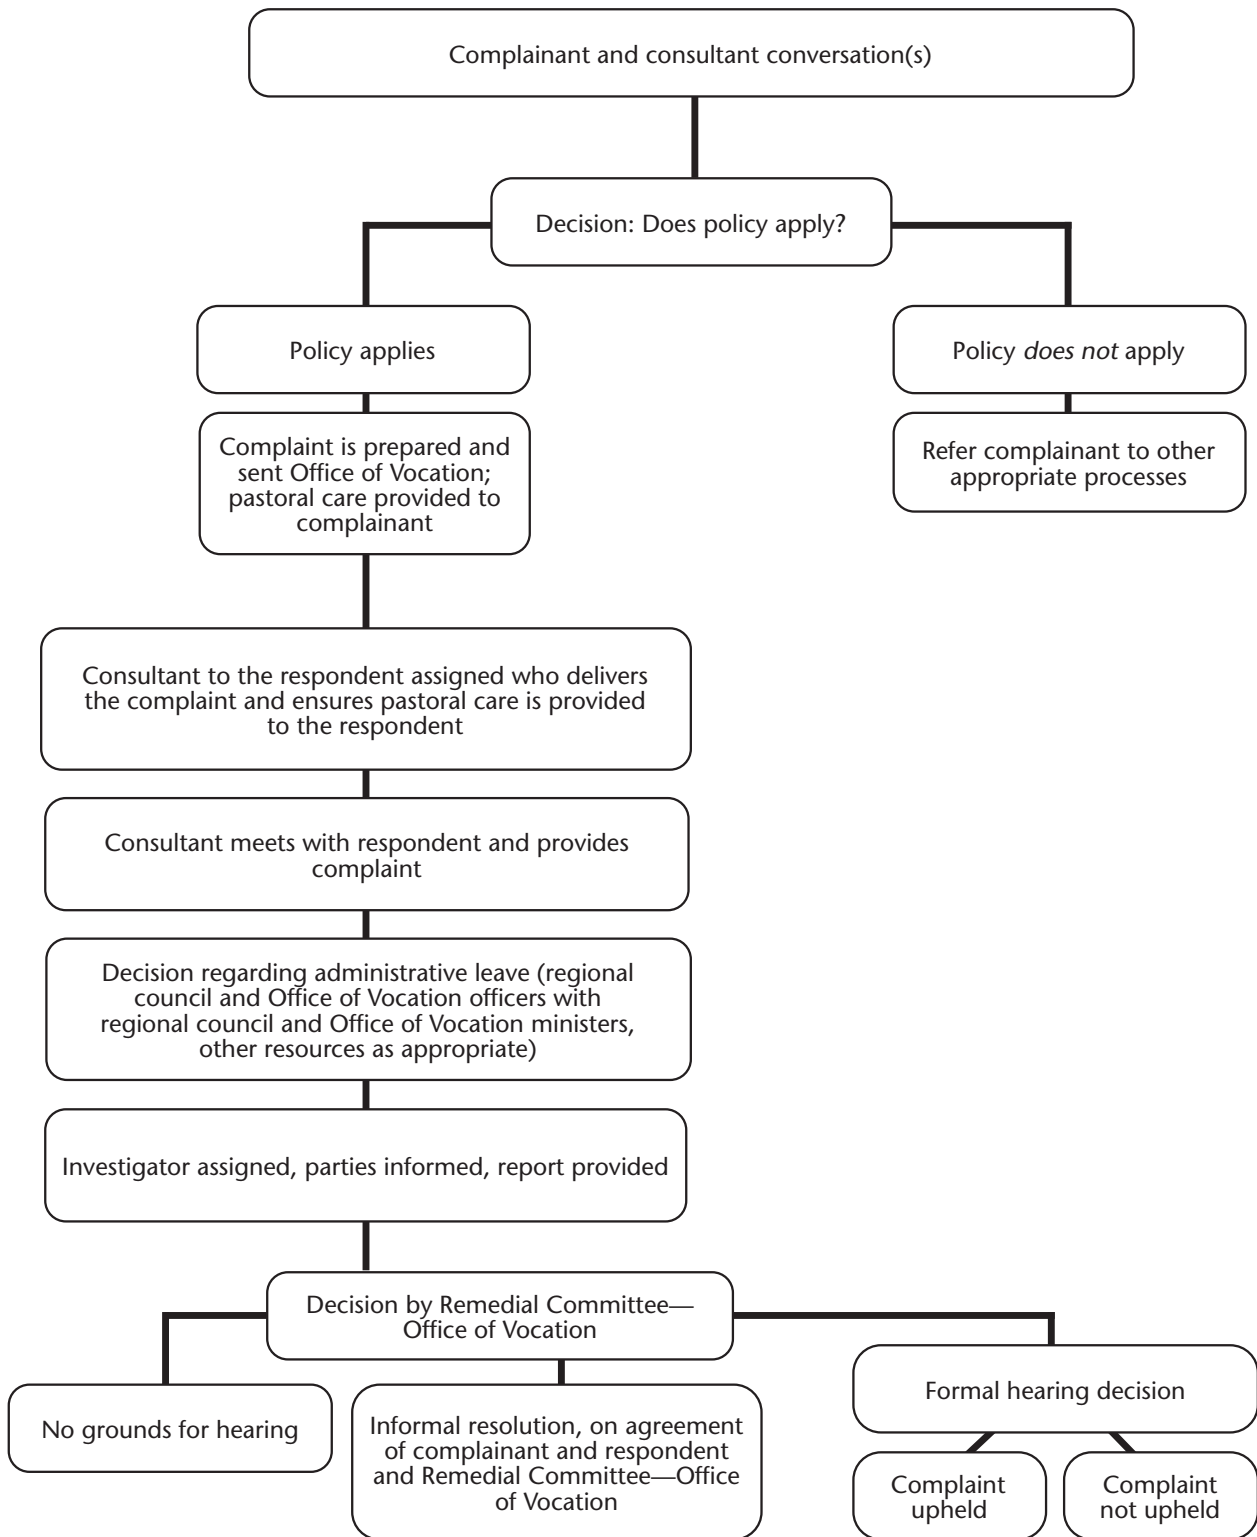 Complainant and consultant conversation(s)
Decision: Does policy apply?
Policy applies
Policy does not apply
Complaint is prepared and
sent Office of Vocation;
pastoral care provided to
complainant
Refer complainant to other
appropriate processes
Consultant to the respondent assigned who delivers
the complaint and ensures pastoral care is provided
to the respondent
Consultant meets with respondent and provides
complaint
Decision regarding administrative leave (regional
council and Office of Vocation officers with
regional council and Office of Vocation ministers,
other resources as appropriate)
Investigator assigned, parties informed, report provided
Decision by Remedial Committee—
Office of Vocation
No grounds for hearing
Informal resolution, on agreement
of complainant and respondent
and Remedial Committee—Office
of Vocation
Formal hearing decision
Complaint
upheld
Complaint
not upheld